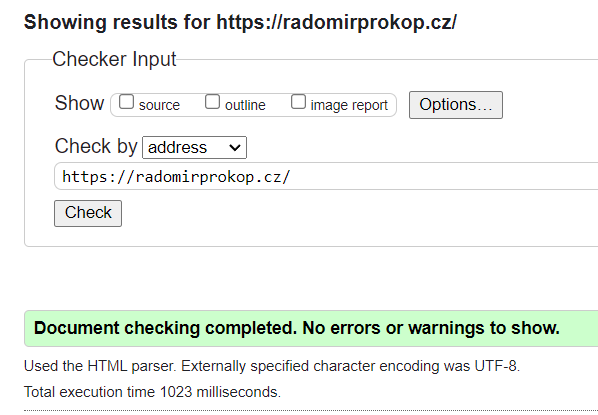 Showing results for https://radomirprokop.cz/
Checker Input
Show source outline image report Options…
Check by address
https://radomirprokop.cz/
Check
Document checking completed. No errors or warnings to show.
Used the HTML parser. Externally specified character encoding was UTF-8.
Total execution time 1023 milliseconds.